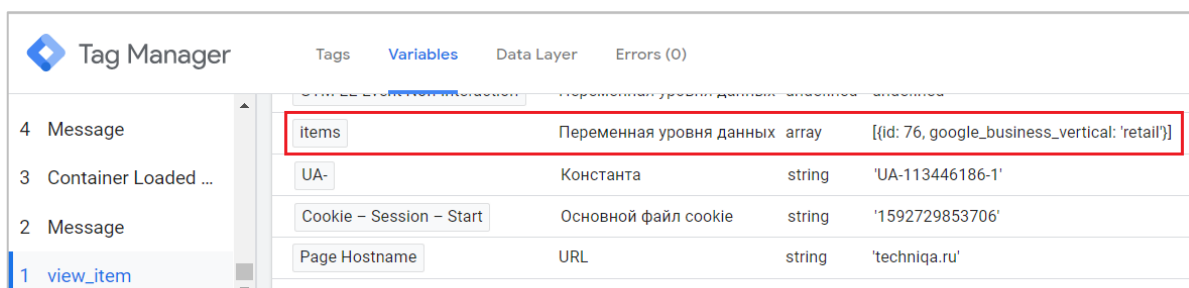 Tag Manager Tags Variables Data Layer Errors (0)
4 Message
items Переменная уровня данных array [{id: 76, google_business_vertical: 'retail'}]
3 Container Loaded ...
UA- Константа string 'UA-113446186-1'
2 Message
Cookie – Session – Start Основной файл cookie string '1592729853706'
1 view_item
Page Hostname URL string 'techniqa.ru'